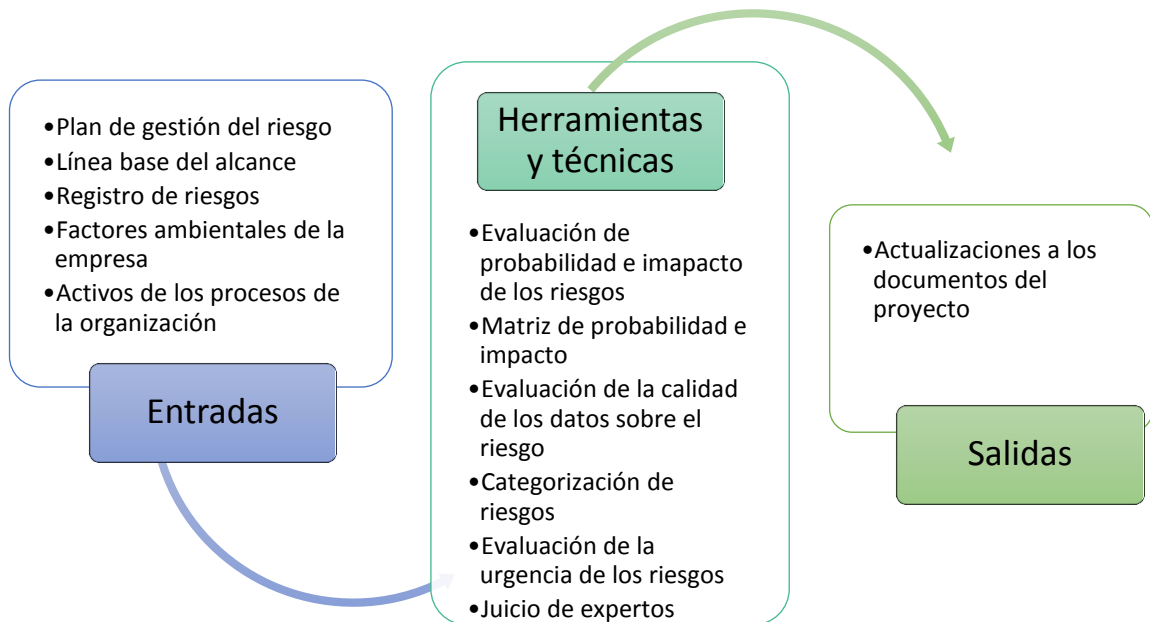 •Plan de gestión del riesgo
•Línea base del alcance
•Registro de riesgos
•Factores ambientales de la
empresa
•Activos de los procesos de
la organización
Entradas
Herramientas
y técnicas
•Evaluación de
probabilidad e imapacto
de los riesgos
•Matriz de probabilidad e
impacto
•Evaluación de la calidad
de los datos sobre el
riesgo
•Categorización de
riesgos
•Evaluación de la
urgencia de los riesgos
•Juicio de expertos
•Actualizaciones a los
documentos del
proyecto
Salidas